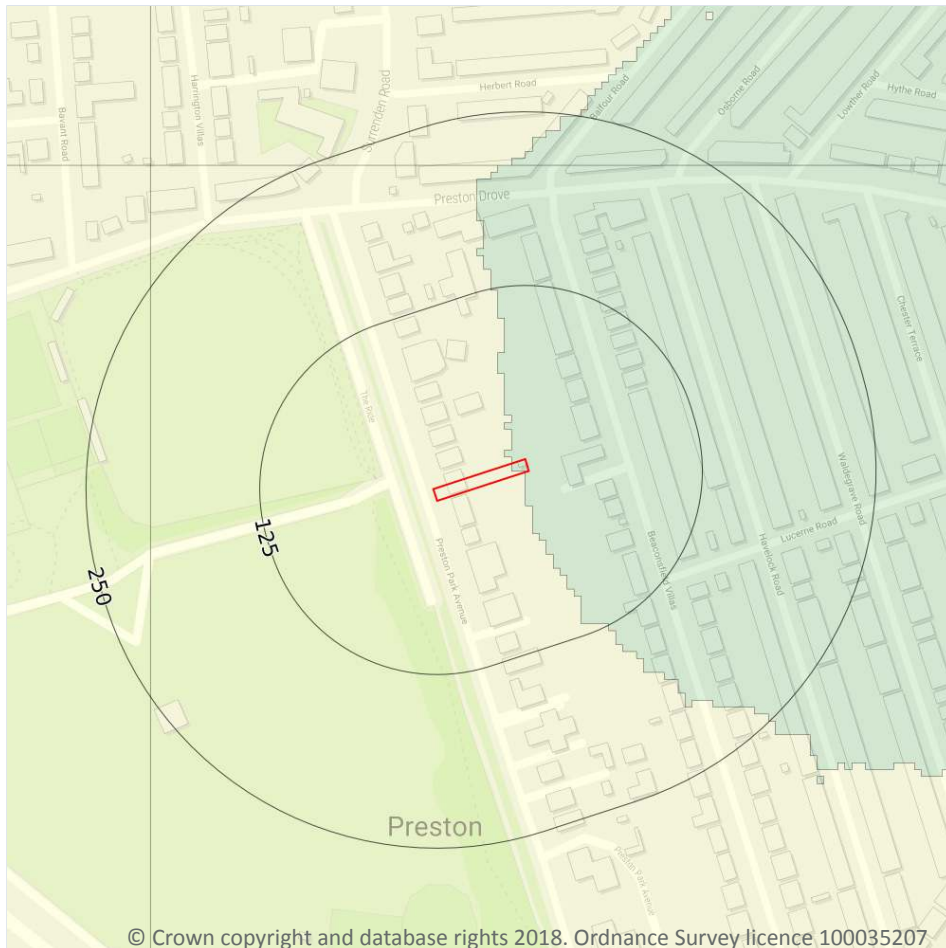 Herbert Road
Balfour Road
Osborne Road
Lowther Road
Hythe Road
Bavant Road
Harrington Villas
Surrenden Road
Preston Drove
Chester Terrace
The Ride
125
250
Preston Park Avenue
Beaconsfield Villas
Havelock Road
Lucerne Road
Waldegrave Road
Preston
Preston Park Avenue
© Crown copyright and database rights 2018. Ordnance Survey licence 100035207